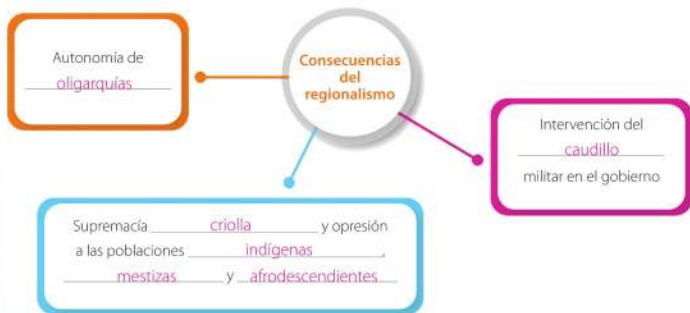 Autonomía de
oligarquías
Consecuencias
del
regionalismo
Intervención del
caudillo
militar en el gobierno
Supremacía criolla y opresión
a las poblaciones indígenas,
mestizas y afrodescendientes